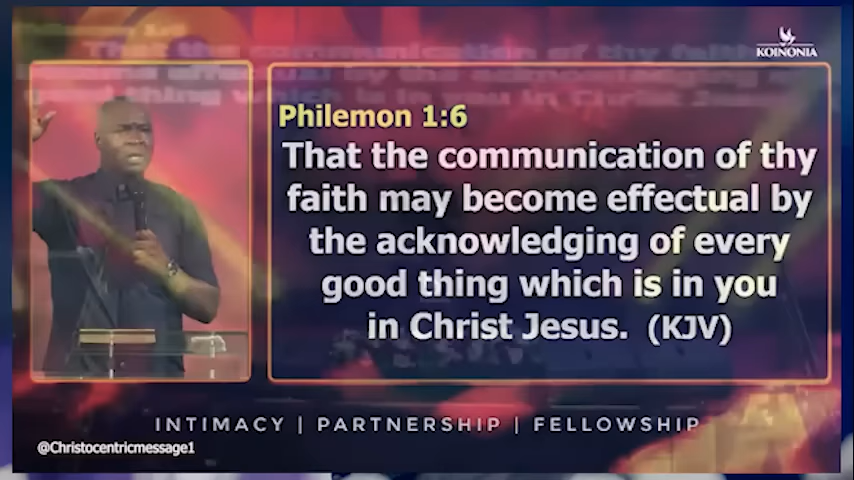 KOINONIA
Philemon 1:6
That the communication of thy
faith may become effectual by
the acknowledging of every
good thing which is in you
in Christ Jesus. (KJV)
INTIMACY | PARTNERSHIP | FELLOWSHIP
@Christocentricmessage1